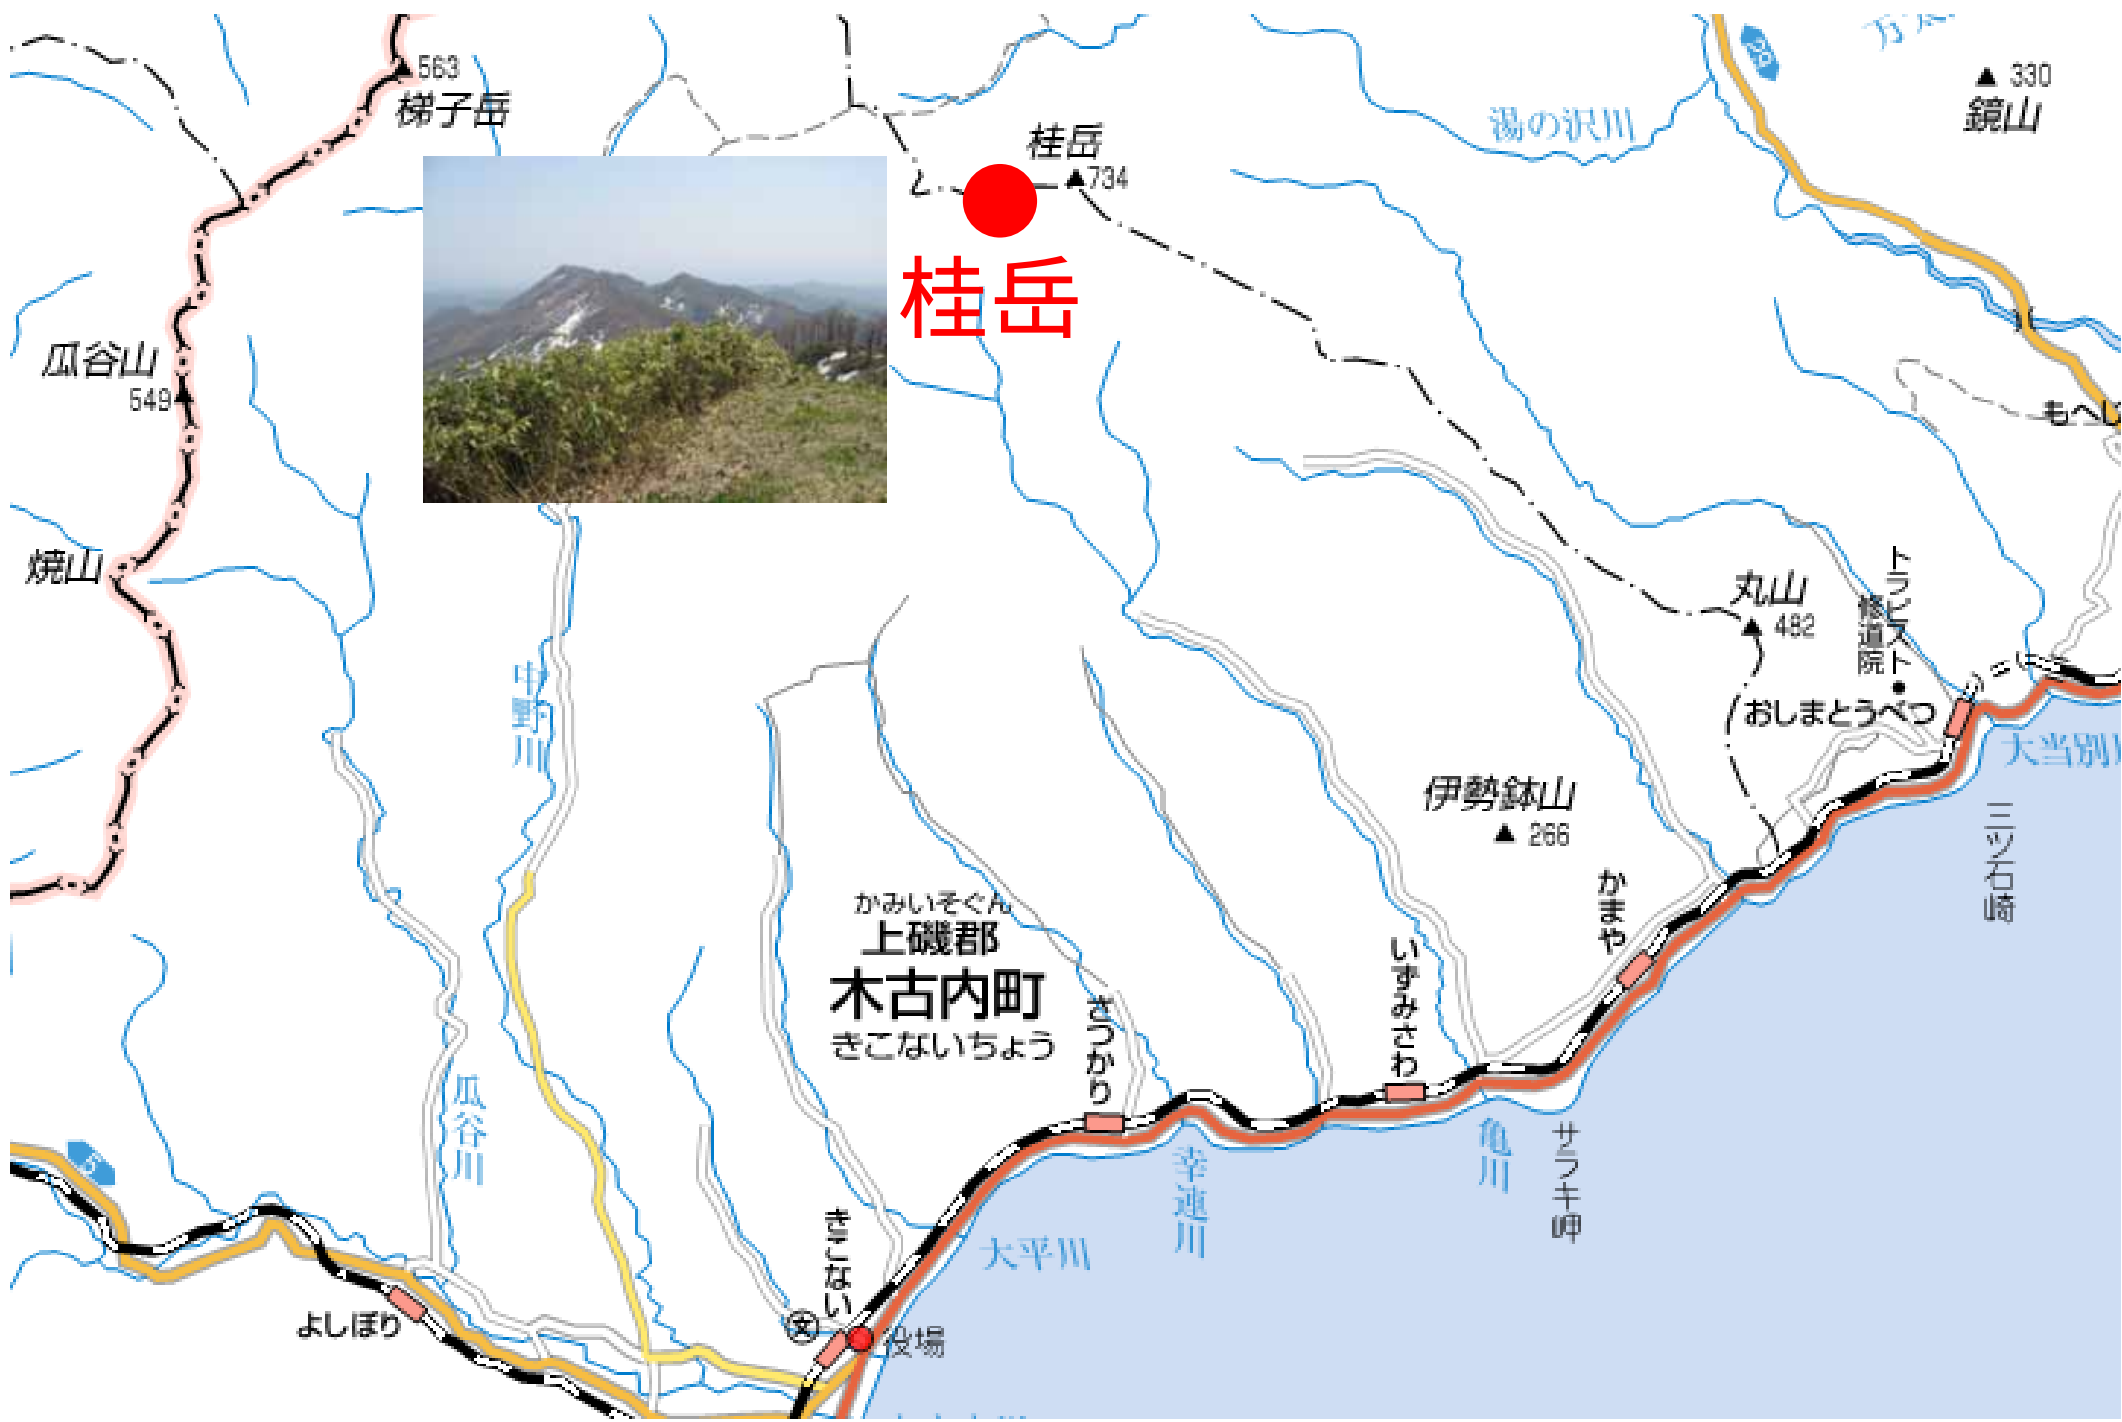 563
梯子岳
330
鏡山
湯の沢川
桂岳
734
桂岳
瓜谷山
549
もへじ
焼山
丸山
482
トラピスト
修道院
中野川
おしまとうべつ
大当別川
伊勢鉢山
266
三ツ石崎
かまや
かみいそぐん
上磯郡
木古内町
きこないちょう
さつかり
いずみさわ
瓜谷川
亀川
サラキ岬
幸連川
5
大平川
きこない
文
よしぼり
役場